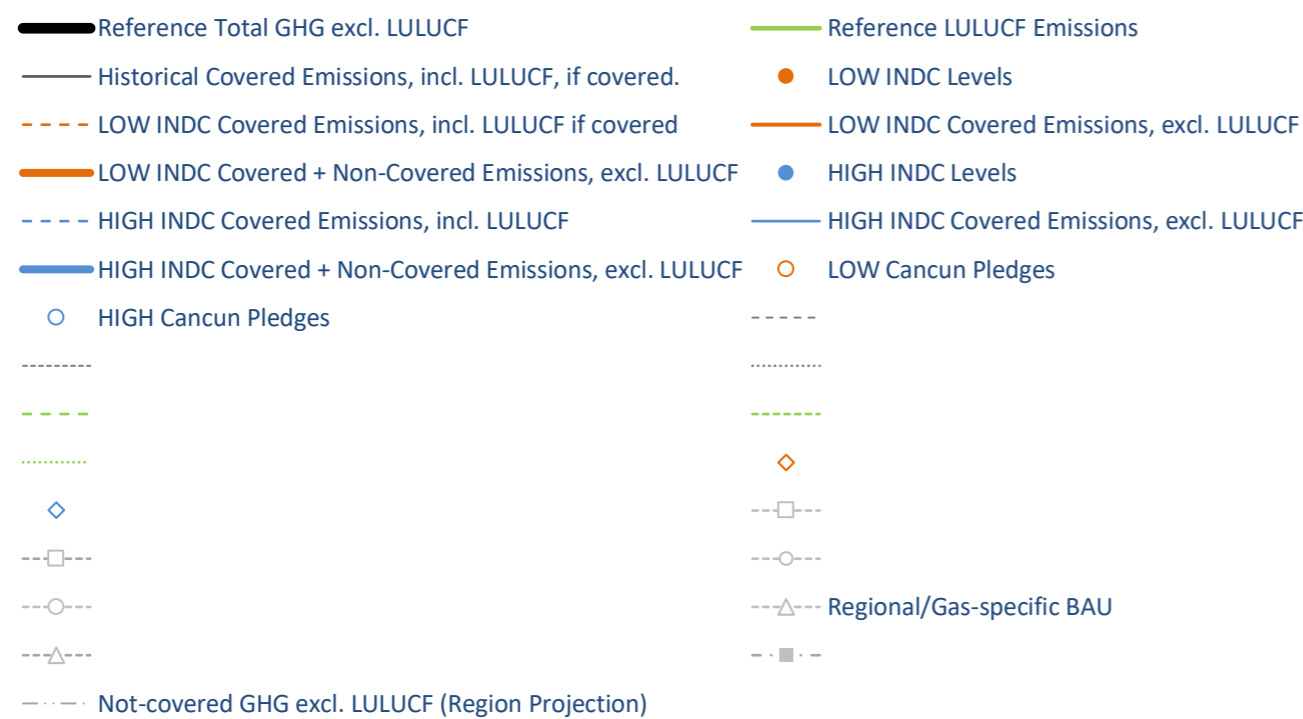 Reference Total GHG excl. LULUCF
Reference LULUCF Emissions
Historical Covered Emissions, incl. LULUCF, if covered.
LOW INDC Levels
LOW INDC Covered Emissions, incl. LULUCF if covered
LOW INDC Covered Emissions, excl. LULUCF
LOW INDC Covered + Non-Covered Emissions, excl. LULUCF
HIGH INDC Levels
HIGH INDC Covered Emissions, incl. LULUCF
HIGH INDC Covered Emissions, excl. LULUCF
HIGH INDC Covered + Non-Covered Emissions, excl. LULUCF
LOW Cancun Pledges
HIGH Cancun Pledges
Regional/Gas-specific BAU
Not-covered GHG excl. LULUCF (Region Projection)